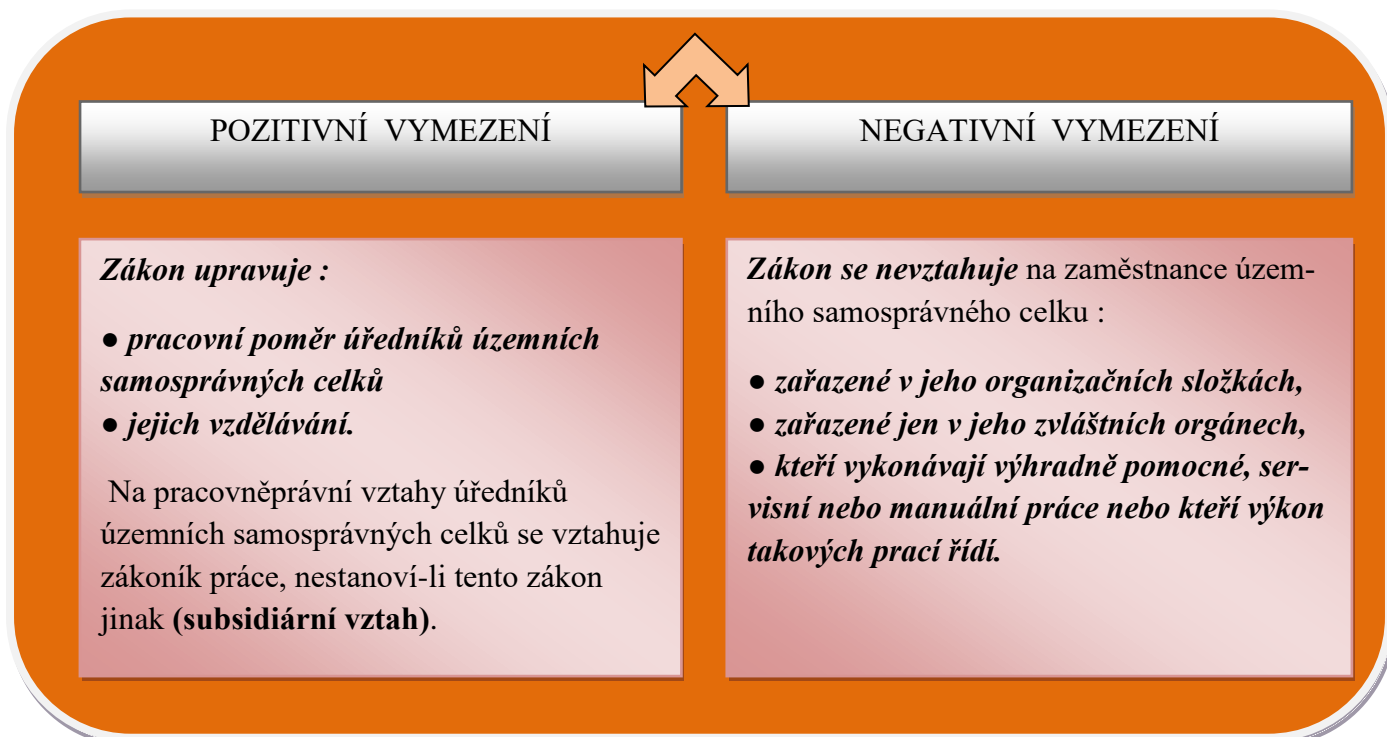 POZITIVNÍ VYMEZENÍ
Zákon upravuje :
● pracovní poměr úředníků územních
samosprávných celků
● jejich vzdělávání.
Na pracovněprávní vztahy úředníků
územních samosprávných celků se vztahuje
zákoník práce, nestanoví-li tento zákon
jinak (subsidiární vztah).
NEGATIVNÍ VYMEZENÍ
Zákon se nevztahuje na zaměstnance územ-
ního samosprávného celku :
● zařazené v jeho organizačních složkách,
● zařazené jen v jeho zvláštních orgánech,
● kteří vykonávají výhradně pomocné, ser-
visní nebo manuální práce nebo kteří výkon
takových prací řídí.